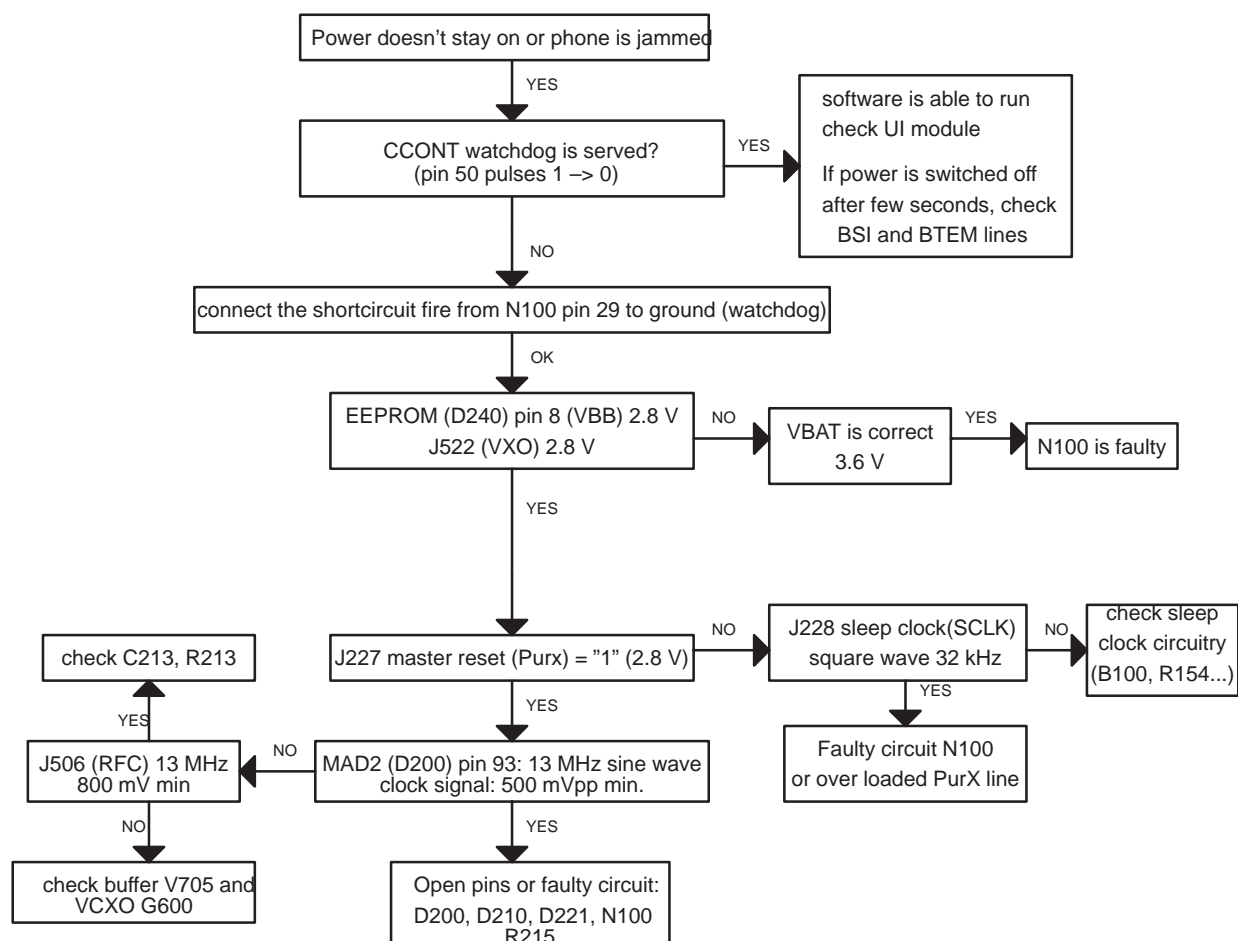 Power doesn't stay on or phone is jammed
YES
CCONT watchdog is served?
(pin 50 pulses 1 –> 0)
YES
software is able to run
check UI module
If power is switched off
after few seconds, check
BSI and BTEM lines
NO
connect the shortcircuit fire from N100 pin 29 to ground (watchdog)
OK
EEPROM (D240) pin 8 (VBB) 2.8 V
J522 (VXO) 2.8 V
NO
VBAT is correct
3.6 V
YES
N100 is faulty
YES
J227 master reset (Purx) = ”1” (2.8 V)
NO
J228 sleep clock(SCLK)
square wave 32 kHz
NO
check sleep
clock circuitry
(B100, R154...)
YES
Faulty circuit N100
or over loaded PurX line
YES
MAD2 (D200) pin 93: 13 MHz sine wave
clock signal: 500 mVpp min.
NO
J506 (RFC) 13 MHz
800 mV min
YES
check C213, R213
NO
check buffer V705 and
VCXO G600
YES
Open pins or faulty circuit:
D200, D210, D221, N100
R215